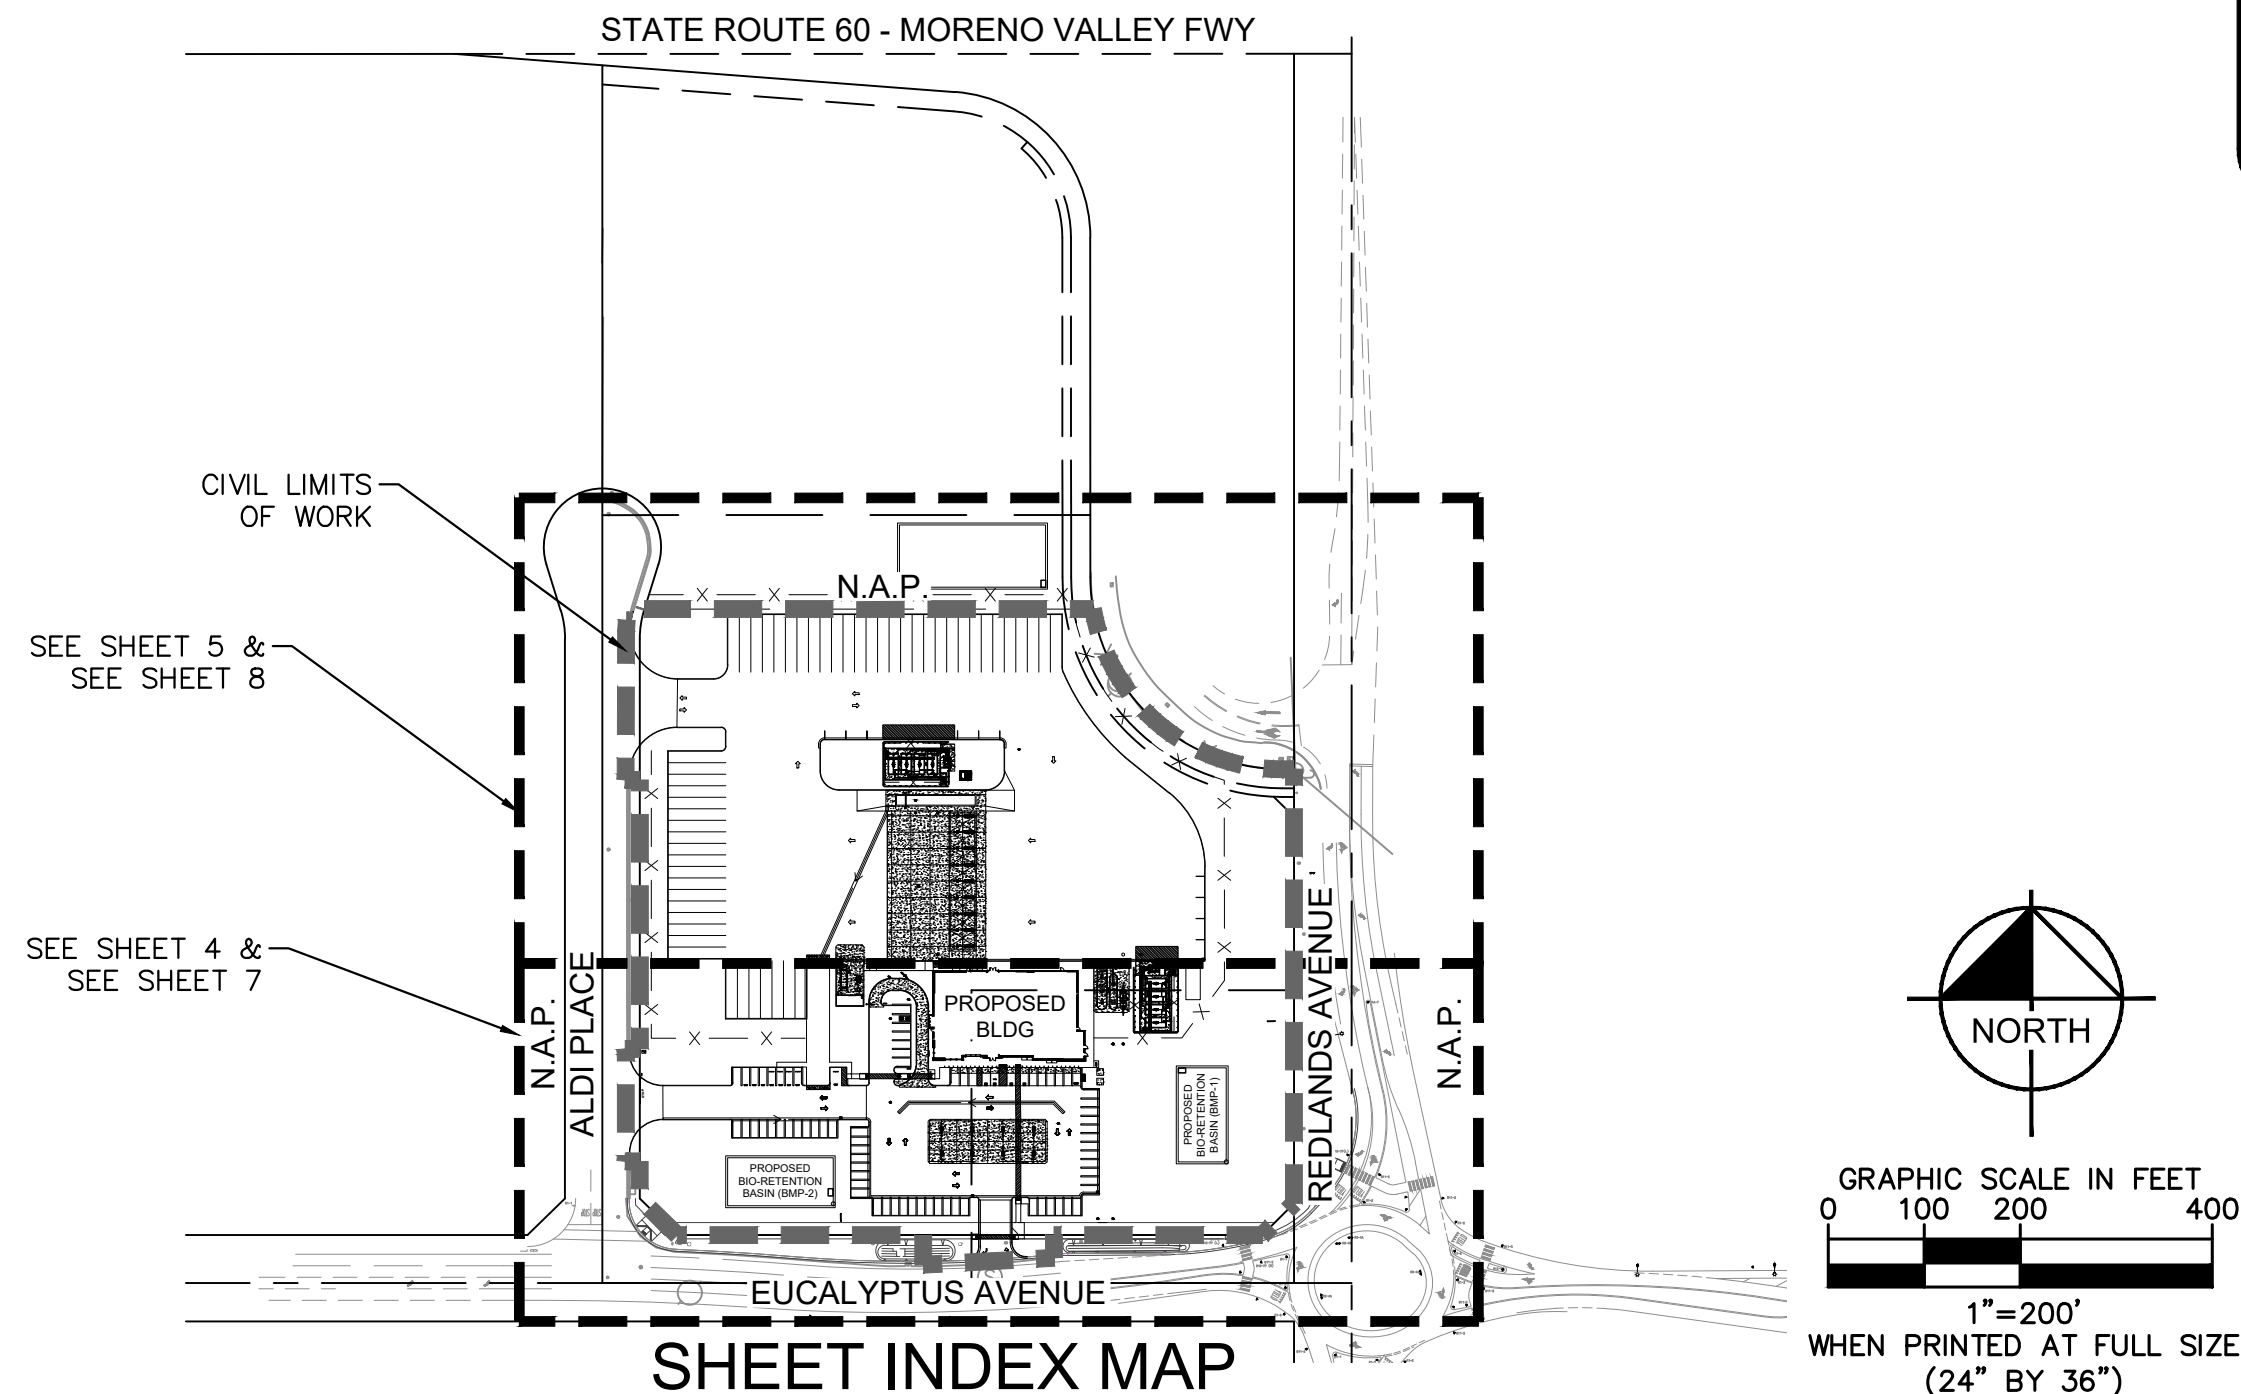 STATE ROUTE 60 - MORENO VALLEY FWY
CIVIL LIMITS
OF WORK
N.A.P.
SEE SHEET 5 &
SEE SHEET 8
SEE SHEET 4 &
SEE SHEET 7
N.A.P.
ALDI PLACE
PROPOSED
BLDG
REDLANDS AVENUE
N.A.P.
PROPOSED
BIO-RETENTION
BASIN (BMP-1)
PROPOSED
BIO-RETENTION
BASIN (BMP-2)
EUCALYPTUS AVENUE
SHEET INDEX MAP
NORTH
GRAPHIC SCALE IN FEET
0 100 200 400
1"=200'
WHEN PRINTED AT FULL SIZE
(24" BY 36")